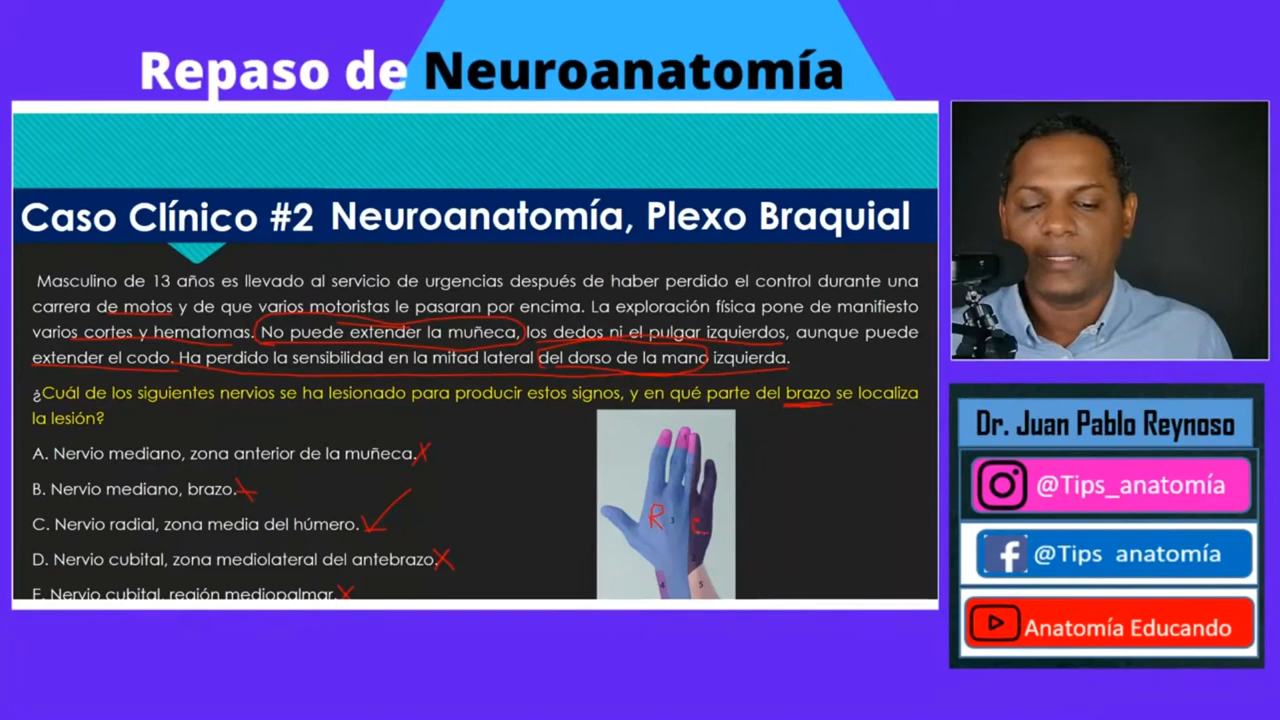 Repaso de Neuroanatomía
Caso Clínico #2 Neuroanatomía, Plexo Braquial
Masculino de 13 años es llevado al servicio de urgencias después de haber perdido el control durante una
carrera de motos y de que varios motoristas le pasaran por encima. La exploración física pone de manifiesto
varios cortes y hematomas. No puede extender la muñeca, los dedos ni el pulgar izquierdos, aunque puede
extender el codo. Ha perdido la sensibilidad en la mitad lateral del dorso de la mano izquierda.
¿Cuál de los siguientes nervios se ha lesionado para producir estos signos, y en qué parte del brazo se localiza
la lesión?
A. Nervio mediano, zona anterior de la muñeca.
B. Nervio mediano, brazo.
C. Nervio radial, zona media del húmero.
D. Nervio cubital, zona mediolateral del antebrazo.
E. Nervio cubital, región mediopalmar.
R 3 C
4 5
Dr. Juan Pablo Reynoso
@Tips_anatomía
@Tips anatomía
Anatomía Educando